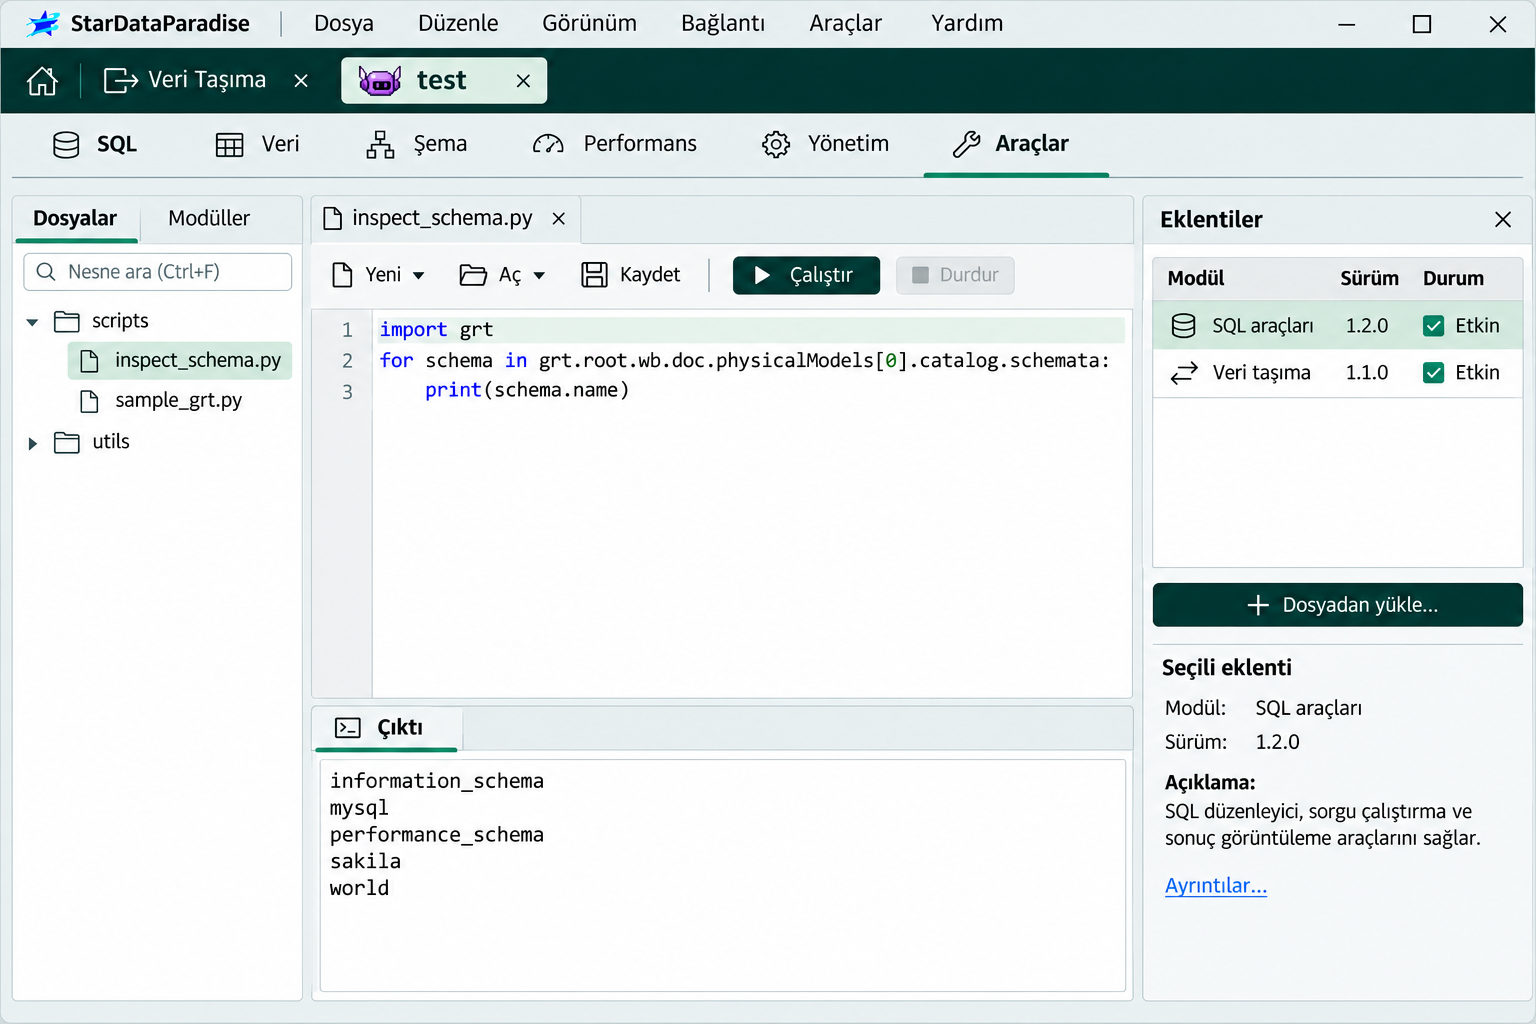 StarDataParadise
Dosya Düzenle Görünüm Bağlantı Araçlar Yardım
Veri Taşıma
test
SQL Veri Şema Performans Yönetim Araçlar
Dosyalar Modüller
Nesne ara (Ctrl+F)
scripts
inspect_schema.py
sample_grt.py
utils
inspect_schema.py
Yeni Aç Kaydet Çalıştır Durdur
1 import grt
2 for schema in grt.root.wb.doc.physicalModels[0].catalog.schemata:
3     print(schema.name)
Çıktı
information_schema
mysql
performance_schema
sakila
world
Eklentiler
Modül Sürüm Durum
SQL araçları 1.2.0 Etkin
Veri taşıma 1.1.0 Etkin
Dosyadan yükle...
Seçili eklenti
Modül: SQL araçları
Sürüm: 1.2.0
Açıklama:
SQL düzenleyici, sorgu çalıştırma ve
sonuç görüntüleme araçlarını sağlar.
Ayrıntılar...